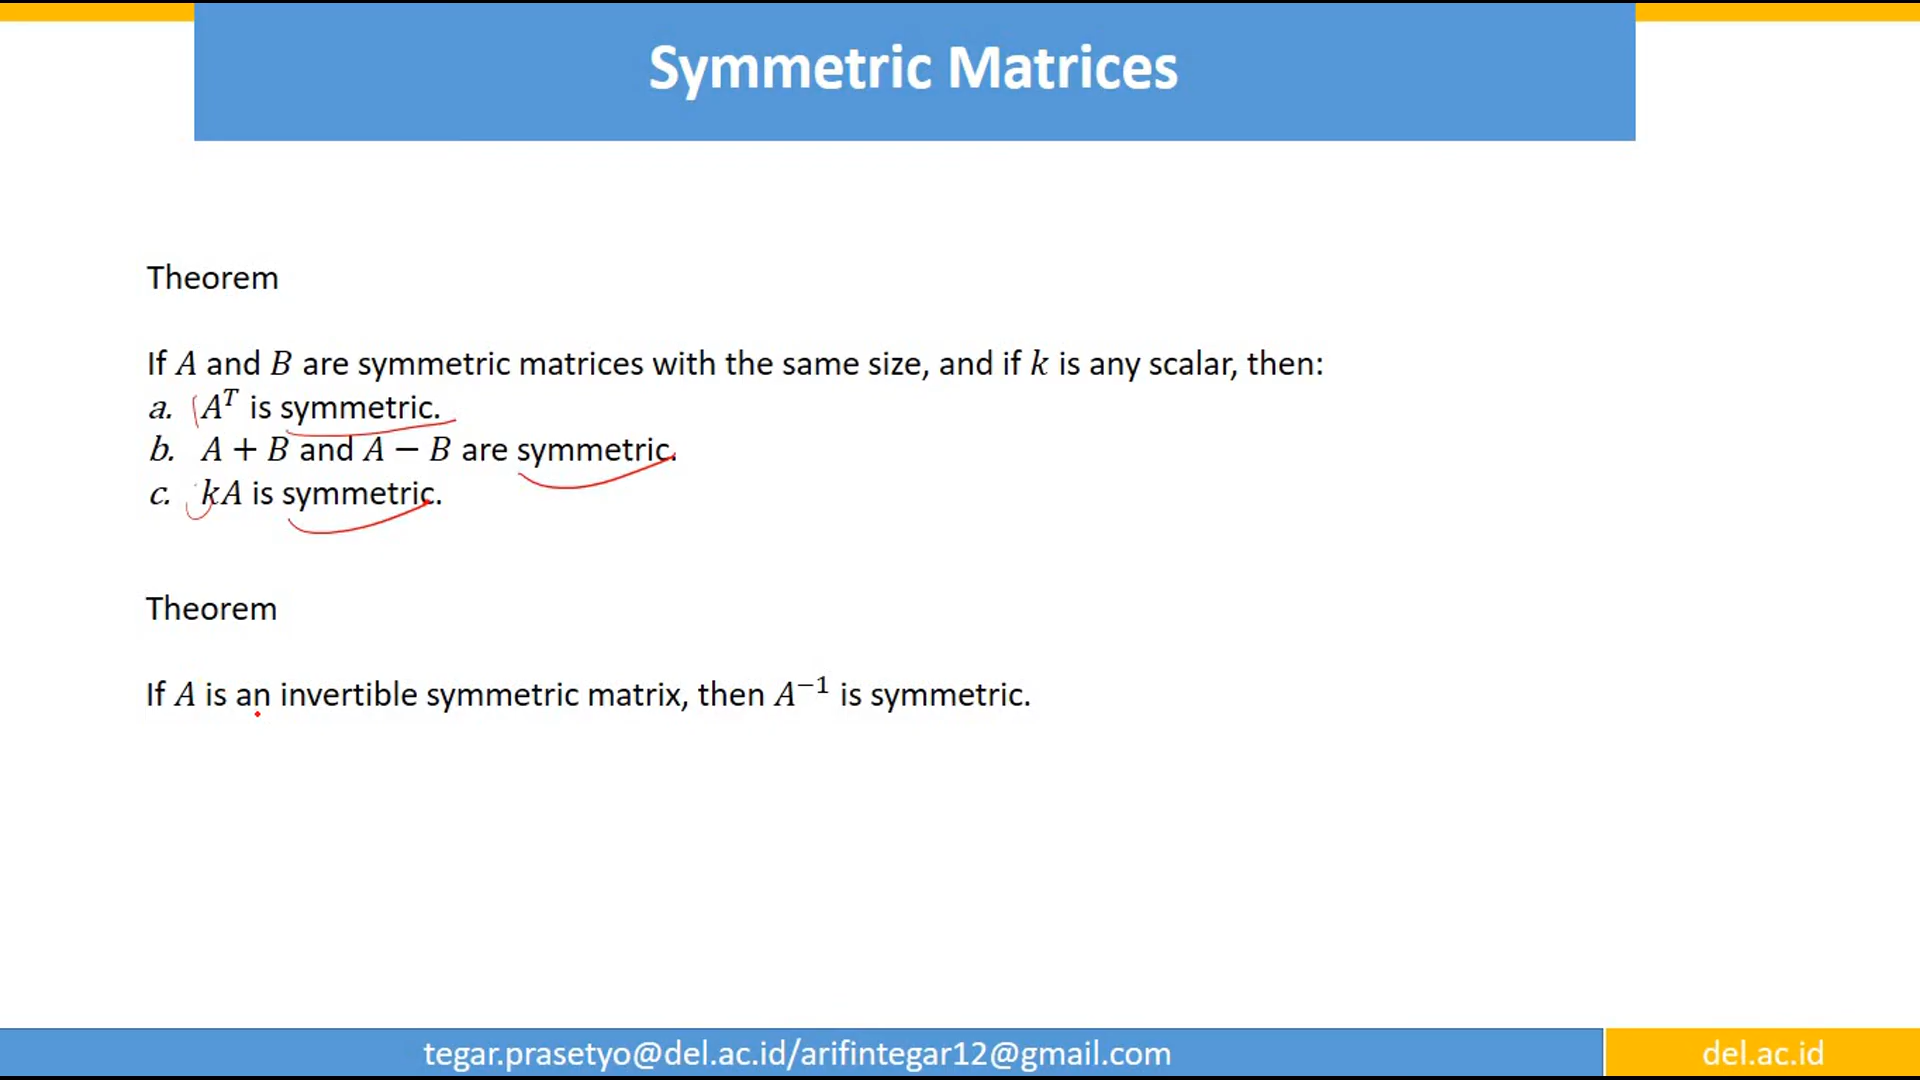 Symmetric Matrices
Theorem
If A and B are symmetric matrices with the same size, and if k is any scalar, then:
a. Aᵀ is symmetric.
b. A + B and A − B are symmetric.
c. kA is symmetric.
Theorem
If A is an invertible symmetric matrix, then A⁻¹ is symmetric.
tegar.prasetyo@del.ac.id/arifintegar12@gmail.com
del.ac.id